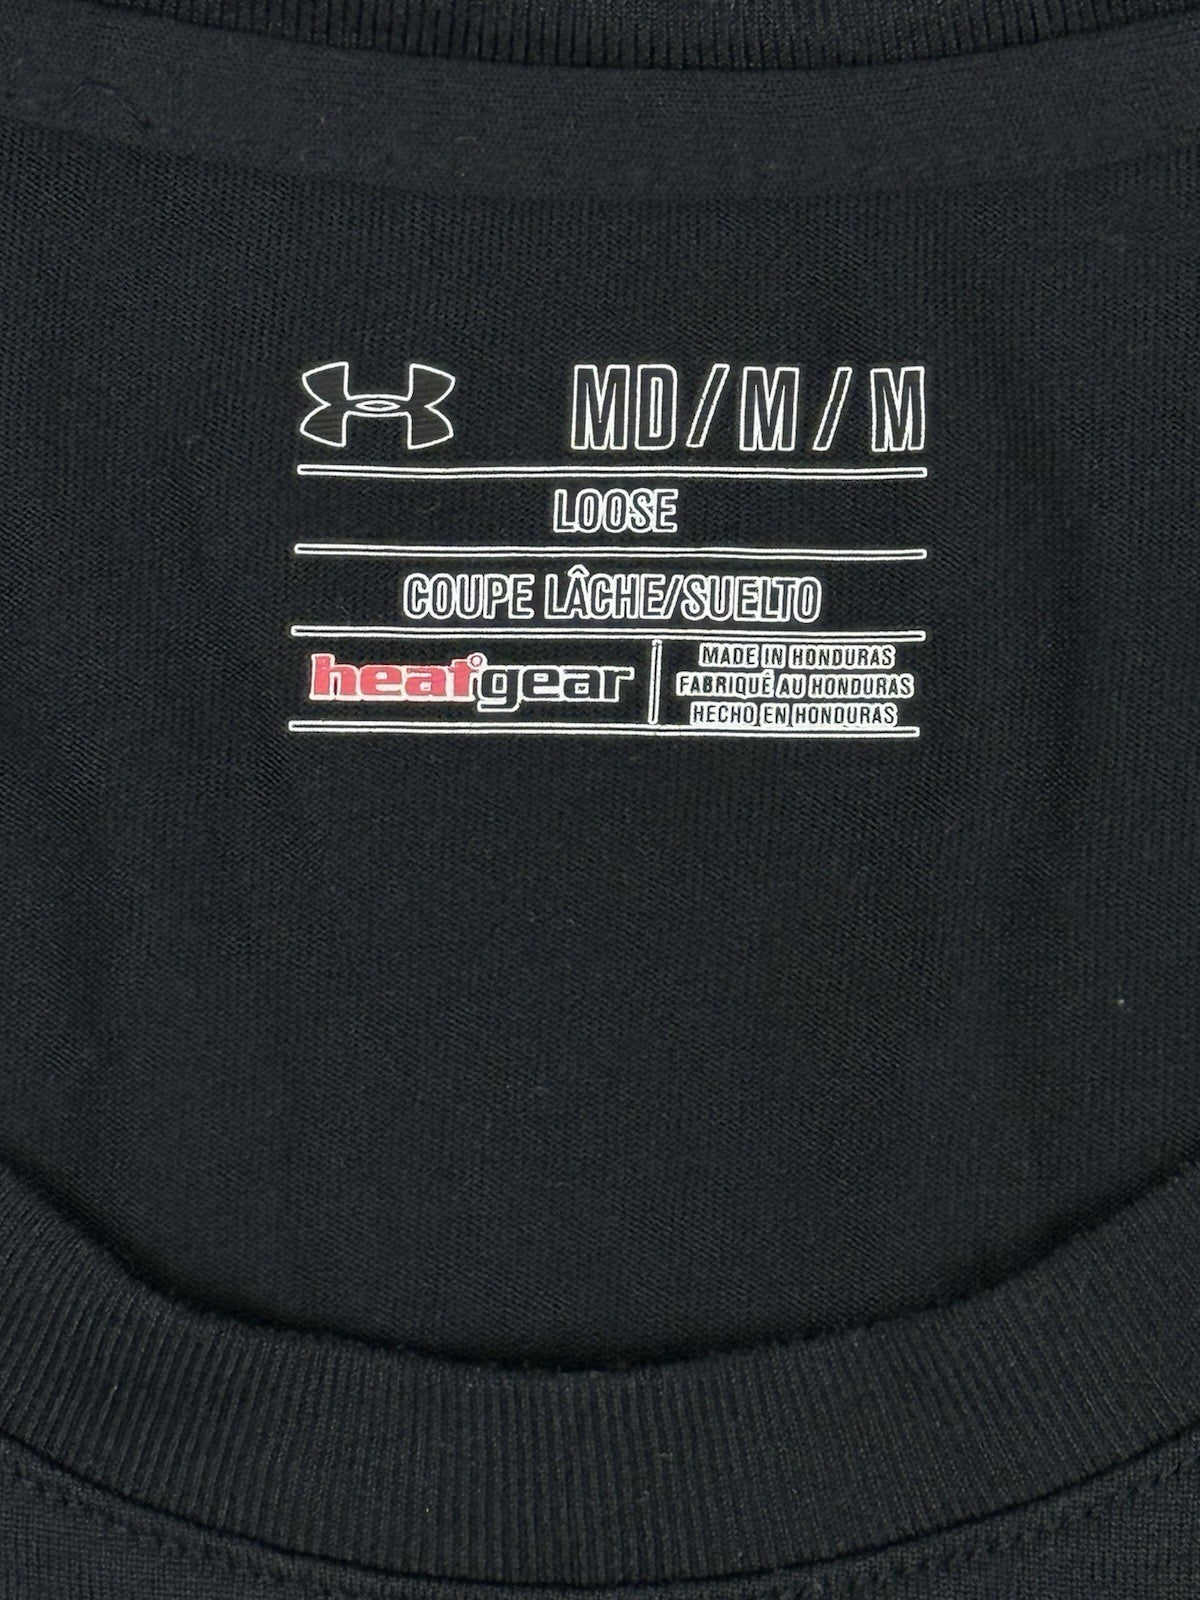 MD/M/M
LOOSE
COUPE LÂCHE/SUELTO
heatgear
MADE IN HONDURAS
FABRIQUÉ AU HONDURAS
HECHO EN HONDURAS